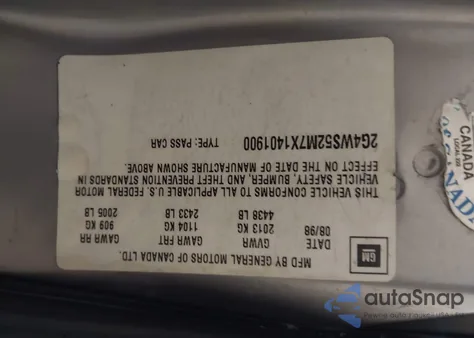 MFD BY GENERAL MOTORS OF CANADA LTD.
GM
DATE GVWR GAWR FRT GAWR RR
08/98 2013 KG 1104 KG 909 KG
4438 LB 2433 LB 2005 LB
THIS VEHICLE CONFORMS TO ALL APPLICABLE U.S. FEDERAL MOTOR
VEHICLE SAFETY, BUMPER, AND THEFT PREVENTION STANDARDS IN
EFFECT ON THE DATE OF MANUFACTURE SHOWN ABOVE.
2G4WS52M7X1401900 TYPE: PASS CAR
CANADA
LOCAL
CANADA
autoSnap